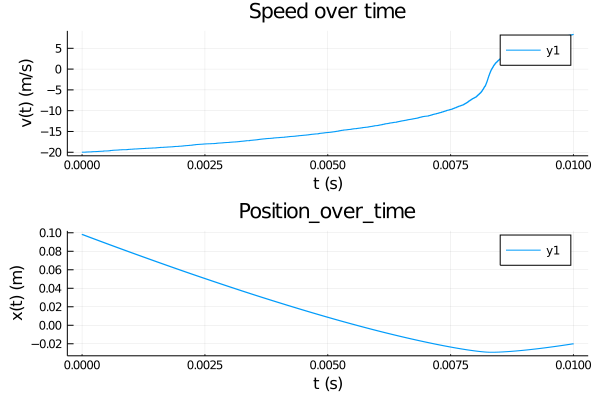 Speed over time
5
0
−5
−10
−15
−20
v(t) (m/s)
y1
0.0000
0.0025
0.0050
0.0075
0.0100
t (s)
Position_over_time
0.10
0.08
0.06
0.04
0.02
0.00
−0.02
x(t) (m)
y1
0.0000
0.0025
0.0050
0.0075
0.0100
t (s)